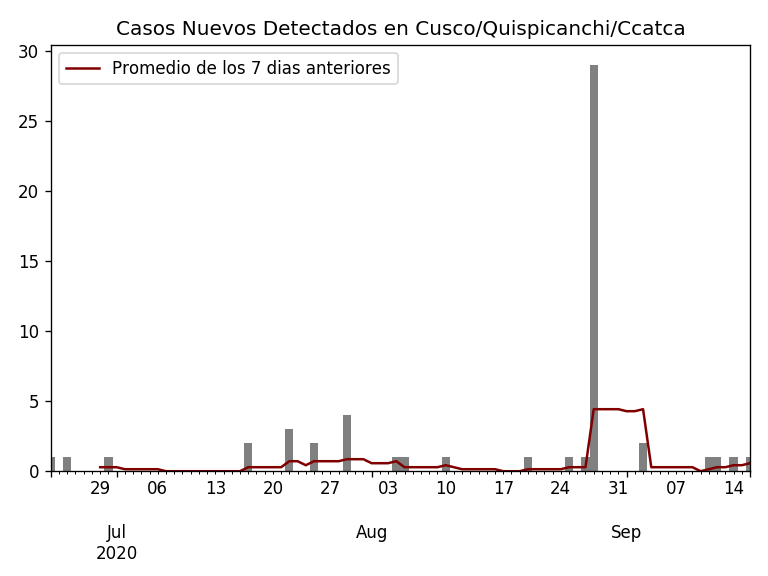 Casos Nuevos Detectados en Cusco/Quispicanchi/Ccatca
Promedio de los 7 dias anteriores
30
25
20
15
10
5
0
29 06 13 20 27 03 10 17 24 31 07 14
Jul Aug Sep
2020